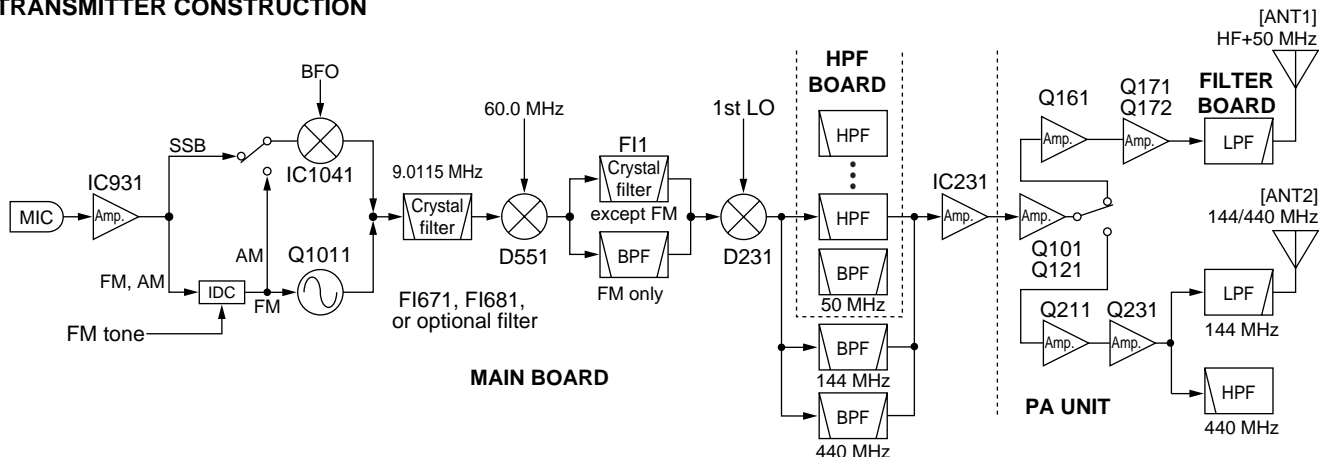 TRANSMITTER CONSTRUCTION
BFO
SSB
IC1041
IC931
MIC
Amp.
FM, AM
AM
IDC
FM
Q1011
FM tone
9.0115 MHz
Crystal
filter
FI671, FI681,
or optional filter
60.0 MHz
D551
FI1
Crystal
filter
except FM
BPF
FM only
1st LO
D231
MAIN BOARD
HPF
BOARD
HPF
HPF
BPF
50 MHz
BPF
144 MHz
BPF
440 MHz
IC231
Amp.
Amp.
Q101
Q121
Q161
Amp.
Q171
Q172
Amp.
FILTER
BOARD
LPF
[ANT1]
HF+50 MHz
Q211
Amp.
Q231
Amp.
[ANT2]
144/440 MHz
LPF
144 MHz
HPF
440 MHz
PA UNIT